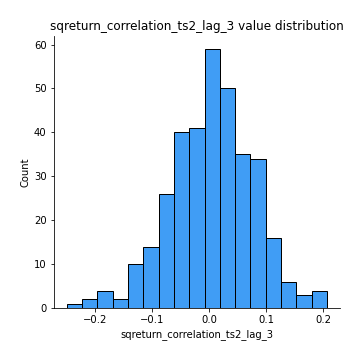 sqreturn_correlation_ts2_lag_3 value distribution
60
50
40
30
20
10
0
Count
−0.2 −0.1 0.0 0.1 0.2
sqreturn_correlation_ts2_lag_3